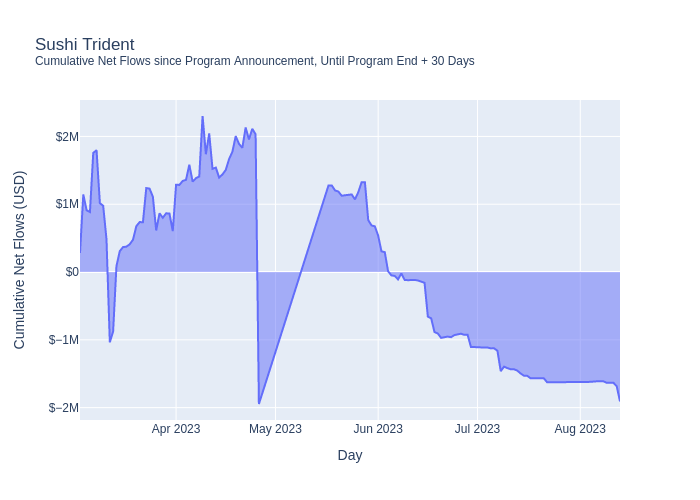 Sushi Trident
Cumulative Net Flows since Program Announcement, Until Program End + 30 Days
Cumulative Net Flows (USD)
$2M
$1M
$0
$−1M
$−2M
Apr 2023
May 2023
Jun 2023
Jul 2023
Aug 2023
Day